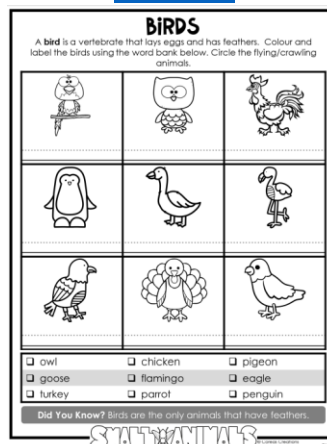 BiRDS
A bird is a vertebrate that lays eggs and has feathers. Colour and
label the birds using the word bank below. Circle the flying/crawling
animals.
owl chicken pigeon
goose flamingo eagle
turkey parrot penguin
Did You Know? Birds are the only animals that have feathers.
SMALL ANIMALS